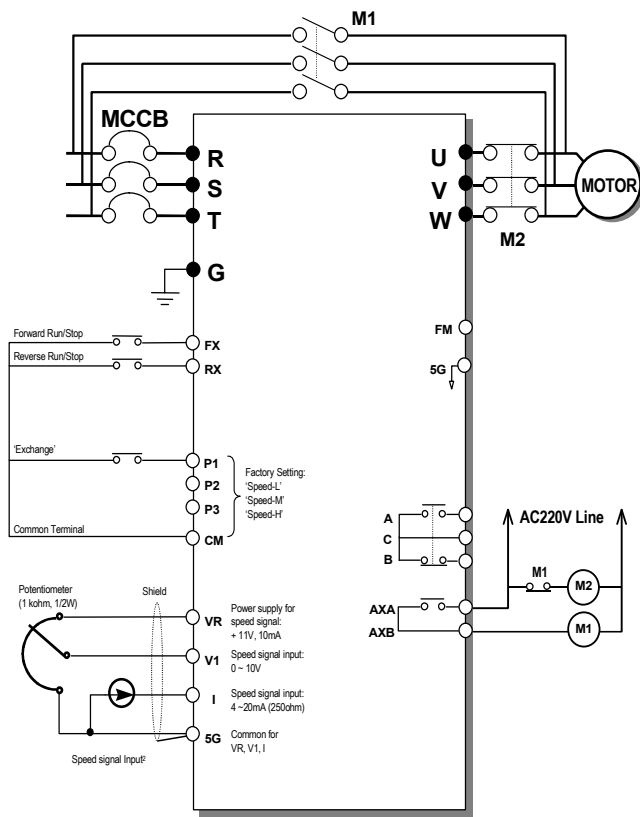 M1
MCCB
R
S
T
G
U
V
W
MOTOR
M2
FM
5G
Forward Run/Stop
FX
Reverse Run/Stop
RX
'Exchange'
P1
P2
P3
Factory Setting:
'Speed-L'
'Speed-M'
'Speed-H'
Common Terminal
CM
A
C
B
AXA
AXB
AC220V Line
M1
M2
M1
Potentiometer
(1 kohm, 1/2W)
Shield
VR
Power supply for
speed signal:
+ 11V, 10mA
V1
Speed signal input:
0 ~ 10V
I
Speed signal input:
4 ~20mA (250ohm)
5G
Common for
VR, V1, I
Speed signal Input²